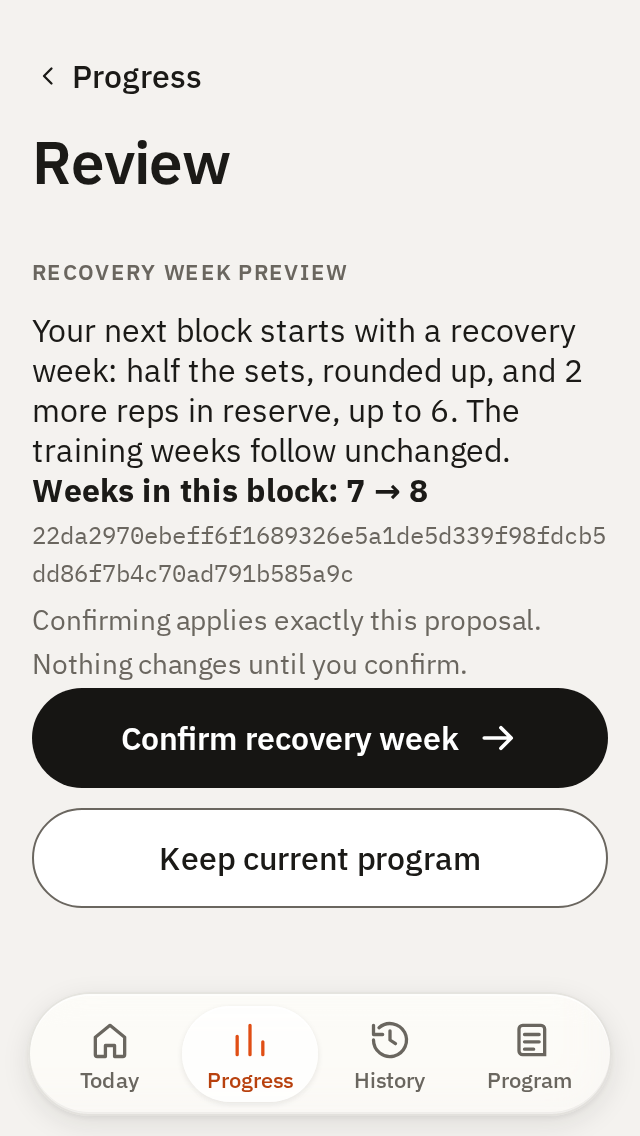 Progress
Review
RECOVERY WEEK PREVIEW
Your next block starts with a recovery
week: half the sets, rounded up, and 2
more reps in reserve, up to 6. The
training weeks follow unchanged.
Weeks in this block: 7 → 8
22da2970ebeff6f1689326e5a1de5d339f98fdcb5
dd86f7b4c70ad791b585a9c
Confirming applies exactly this proposal.
Nothing changes until you confirm.
Confirm recovery week →
Keep current program
Today
Progress
History
Program